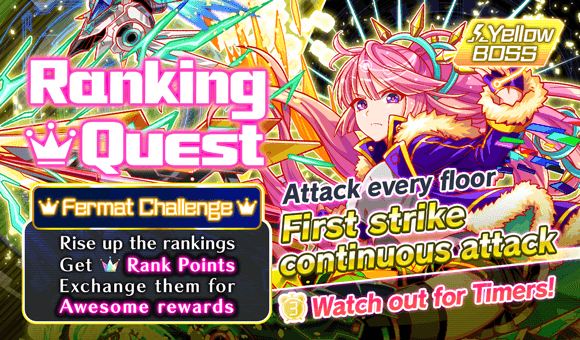 Ranking
Quest
Fermat Challenge
Rise up the rankings
Get Rank Points
Exchange them for
Awesome rewards
Yellow
BOSS
Attack every floor
First strike
continuous attack
3
Watch out for Timers!